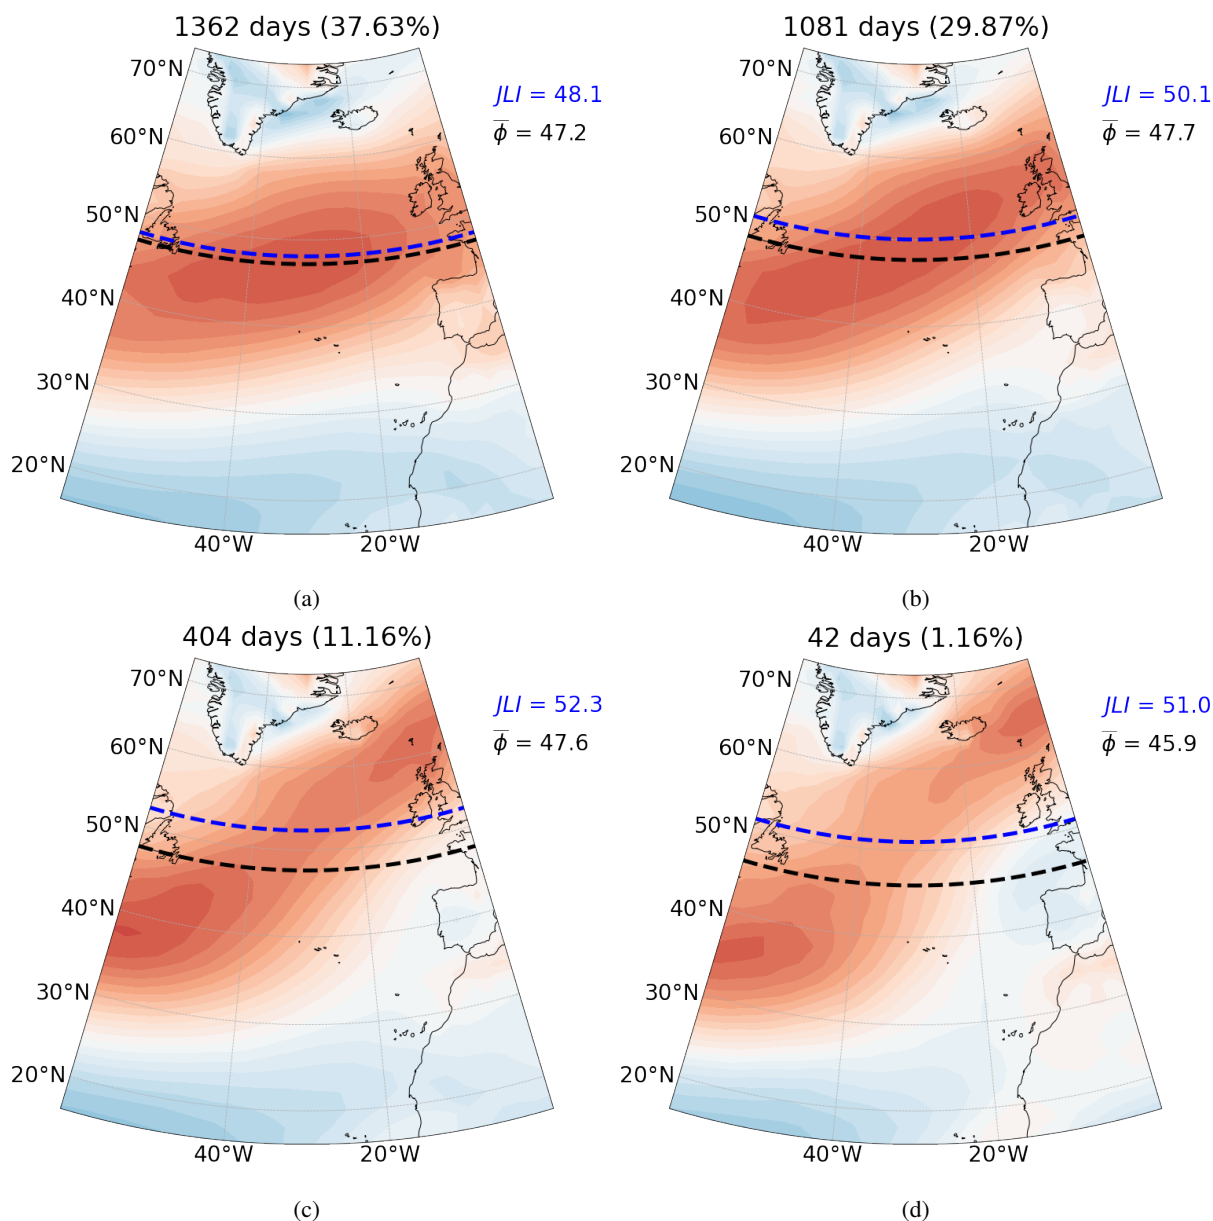 1362 days (37.63%)
1081 days (29.87%)
70°N
60°N
50°N
40°N
30°N
20°N
40°W
20°W
JLI = 48.1
ϕ̅ = 47.2
70°N
60°N
50°N
40°N
30°N
20°N
40°W
20°W
JLI = 50.1
ϕ̅ = 47.7
(a)
(b)
404 days (11.16%)
42 days (1.16%)
70°N
60°N
50°N
40°N
30°N
20°N
40°W
20°W
JLI = 52.3
ϕ̅ = 47.6
70°N
60°N
50°N
40°N
30°N
20°N
40°W
20°W
JLI = 51.0
ϕ̅ = 45.9
(c)
(d)